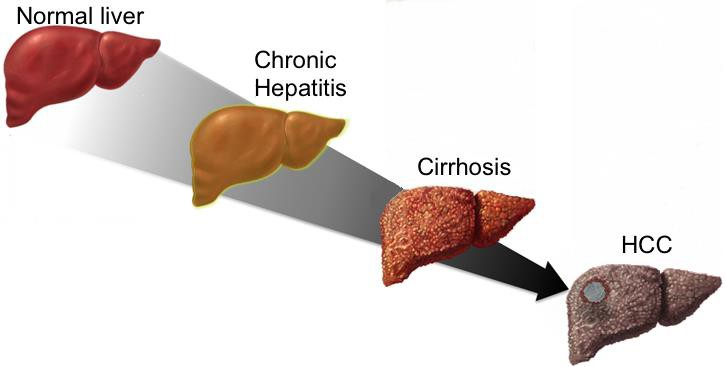 Normal liver
Chronic
Hepatitis
Cirrhosis
HCC